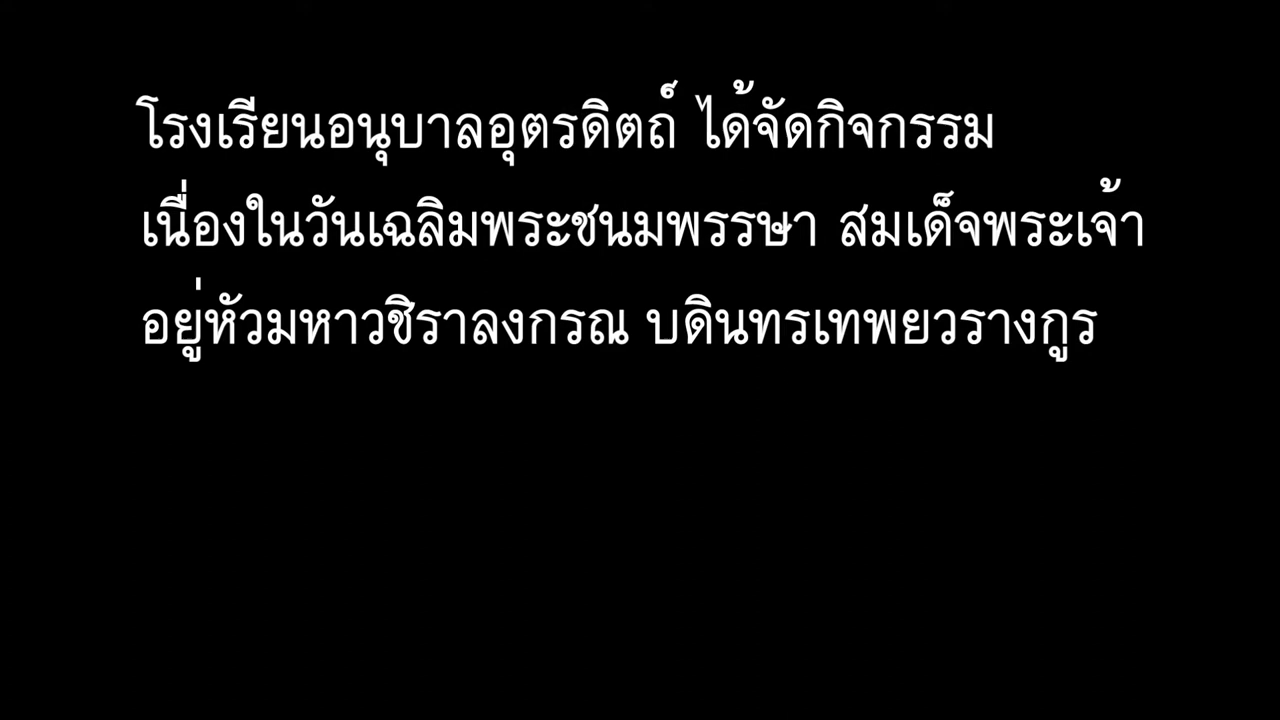 โรงเรียนอนุบาลอุตรดิตถ์ ได้จัดกิจกรรม
เนื่องในวันเฉลิมพระชนมพรรษา สมเด็จพระเจ้า
อยู่หัวมหาวชิราลงกรณ บดินทรเทพยวรางกูร